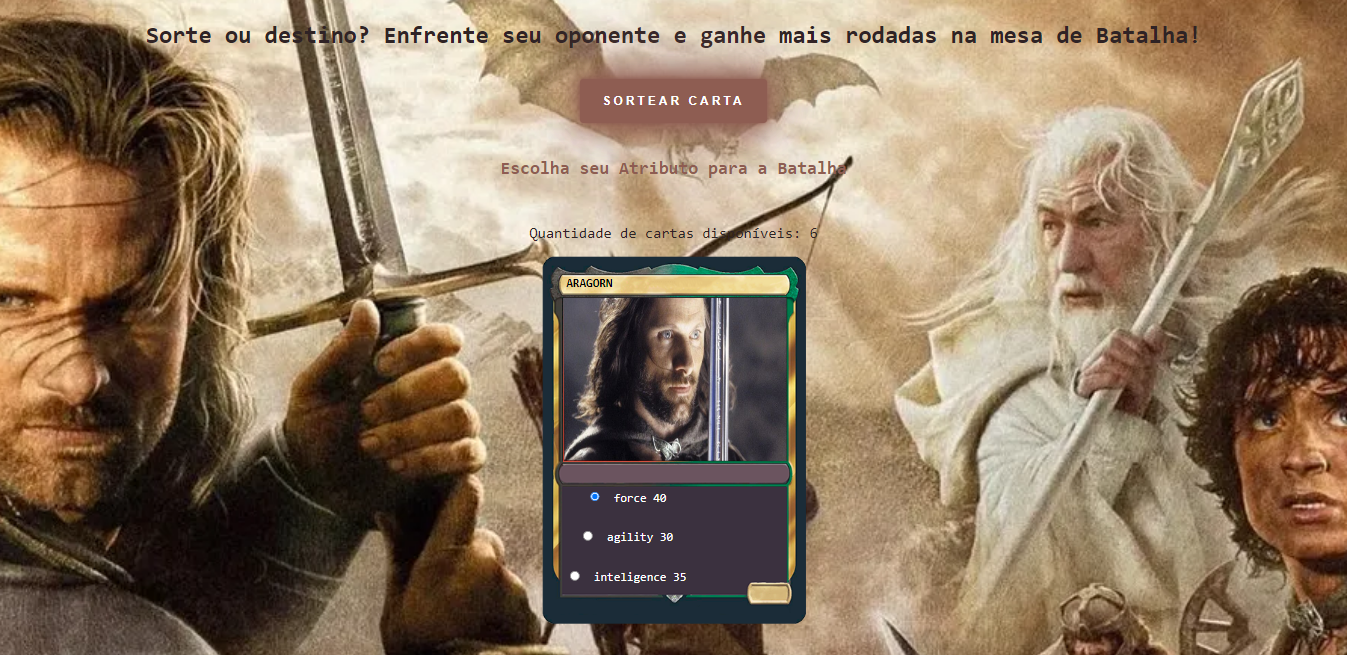 Sorte ou destino? Enfrente seu oponente e ganhe mais rodadas na mesa de Batalha!
SORTEAR CARTA
Escolha seu Atributo para a Batalha
Quantidade de cartas disponíveis: 6
ARAGORN
force 40
agility 30
inteligence 35